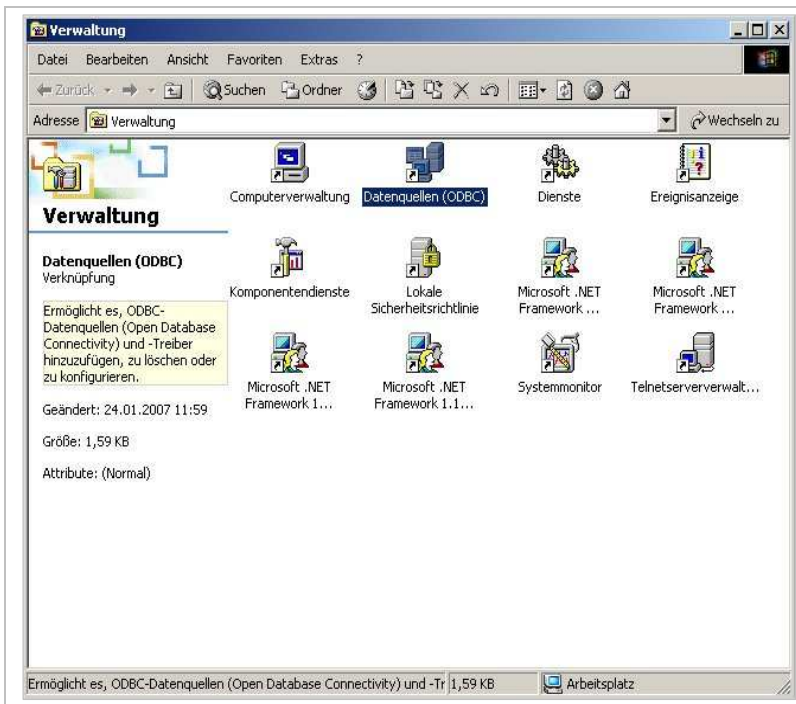 Verwaltung
Datei Bearbeiten Ansicht Favoriten Extras ?
Zurück Suchen Ordner
Adresse Verwaltung Wechseln zu
Verwaltung
Datenquellen (ODBC)
Verknüpfung
Ermöglicht es, ODBC-
Datenquellen (Open Database
Connectivity) und -Treiber
hinzuzufügen, zu löschen oder
zu konfigurieren.
Geändert: 24.01.2007 11:59
Größe: 1,59 KB
Attribute: (Normal)
Computerverwaltung
Datenquellen (ODBC)
Dienste
Ereignisanzeige
Komponentendienste
Lokale
Sicherheitsrichtlinie
Microsoft .NET
Framework ...
Microsoft .NET
Framework ...
Microsoft .NET
Framework 1...
Microsoft .NET
Framework 1.1...
Systemmonitor
Telnetserververwalt...
Ermöglicht es, ODBC-Datenquellen (Open Database Connectivity) und -Tr 1,59 KB Arbeitsplatz